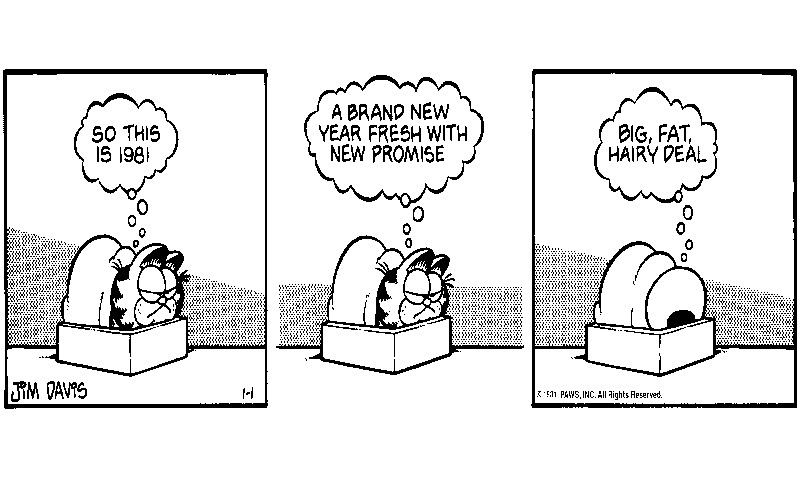 SO THIS
IS 1981
A BRAND NEW
YEAR FRESH WITH
NEW PROMISE
BIG, FAT,
HAIRY DEAL
JIM DAVIS
1-1
© 1981 PAWS, INC. All Rights Reserved.